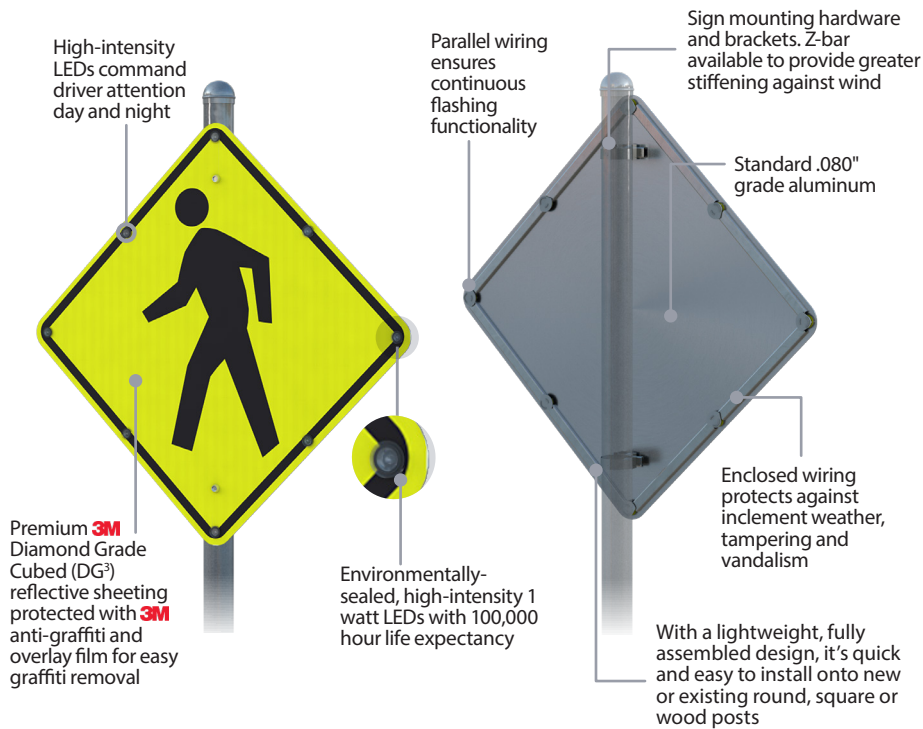 High-intensity
LEDs command
driver attention
day and night
Parallel wiring
ensures
continuous
flashing
functionality
Sign mounting hardware
and brackets. Z-bar
available to provide greater
stiffening against wind
Standard .080"
grade aluminum
Premium 3M
Diamond Grade
Cubed (DG³)
reflective sheeting
protected with 3M
anti-graffiti and
overlay film for easy
graffiti removal
Environmentally-
sealed, high-intensity 1
watt LEDs with 100,000
hour life expectancy
Enclosed wiring
protects against
inclement weather,
tampering and
vandalism
With a lightweight, fully
assembled design, it's quick
and easy to install onto new
or existing round, square or
wood posts